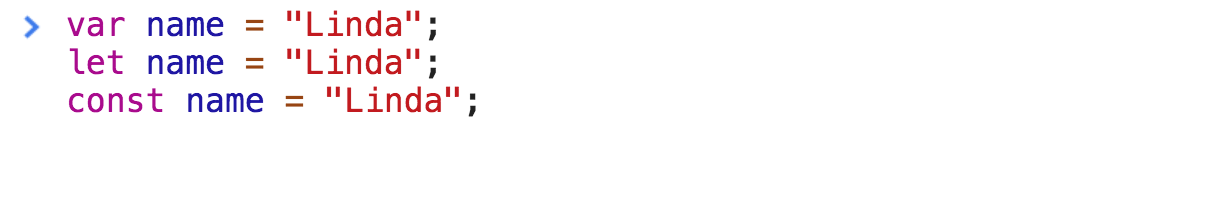 var name = "Linda";
let name = "Linda";
const name = "Linda";